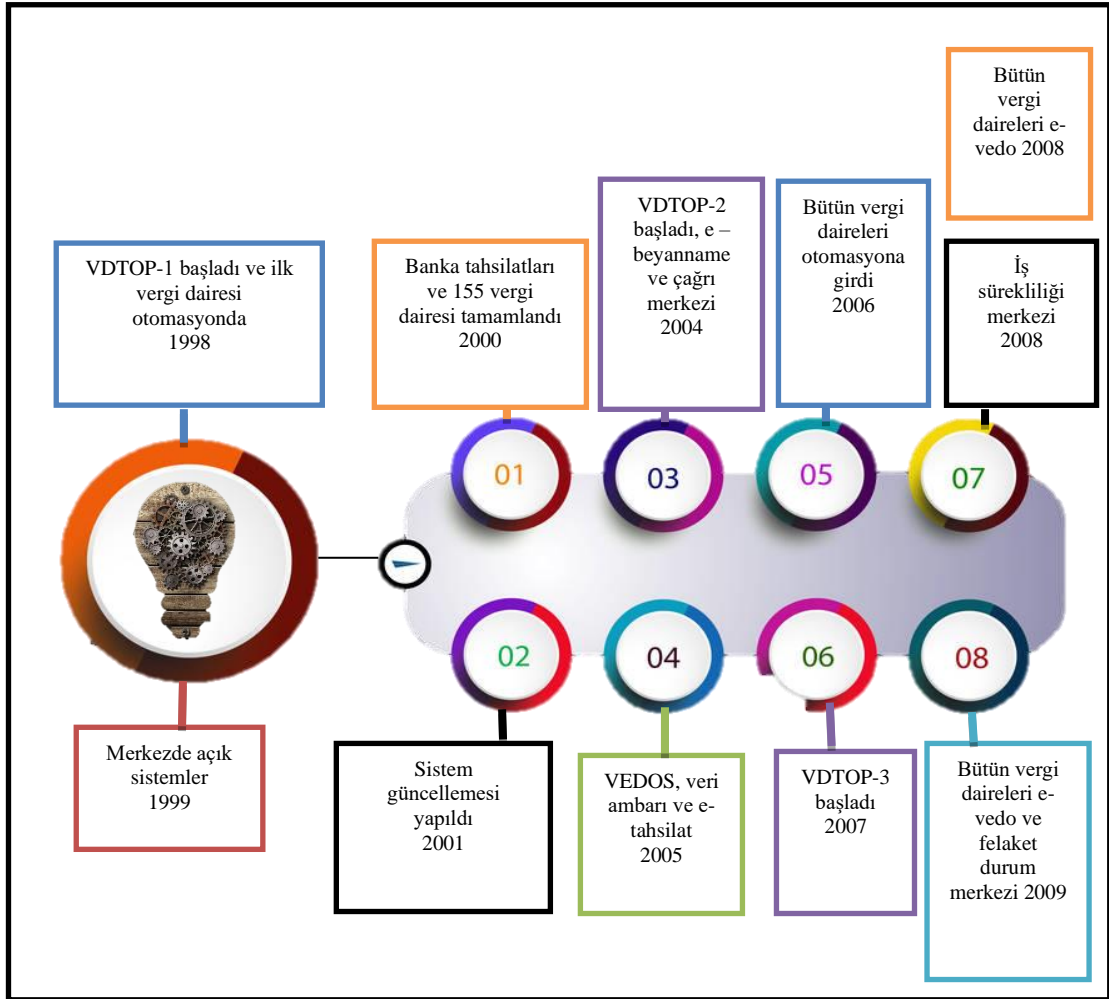 VDTOP-1 başladı ve ilk
vergi dairesi
otomasyonda
1998
Merkezde açık
sistemler
1999
Banka tahsilatları
ve 155 vergi
dairesi tamamlandı
2000
01
Sistem
güncellemesi
yapıldı
2001
02
VDTOP-2
başladı, e –
beyanname
ve çağrı
merkezi
2004
03
VEDOS, veri
ambarı ve e-
tahsilat
2005
04
Bütün vergi
daireleri
otomasyona
girdi
2006
05
VDTOP-3
başladı
2007
06
Bütün
vergi
daireleri e-
vedo 2008
İş
sürekliliği
merkezi
2008
07
Bütün vergi
daireleri e-
vedo ve
felaket
durum
merkezi 2009
08